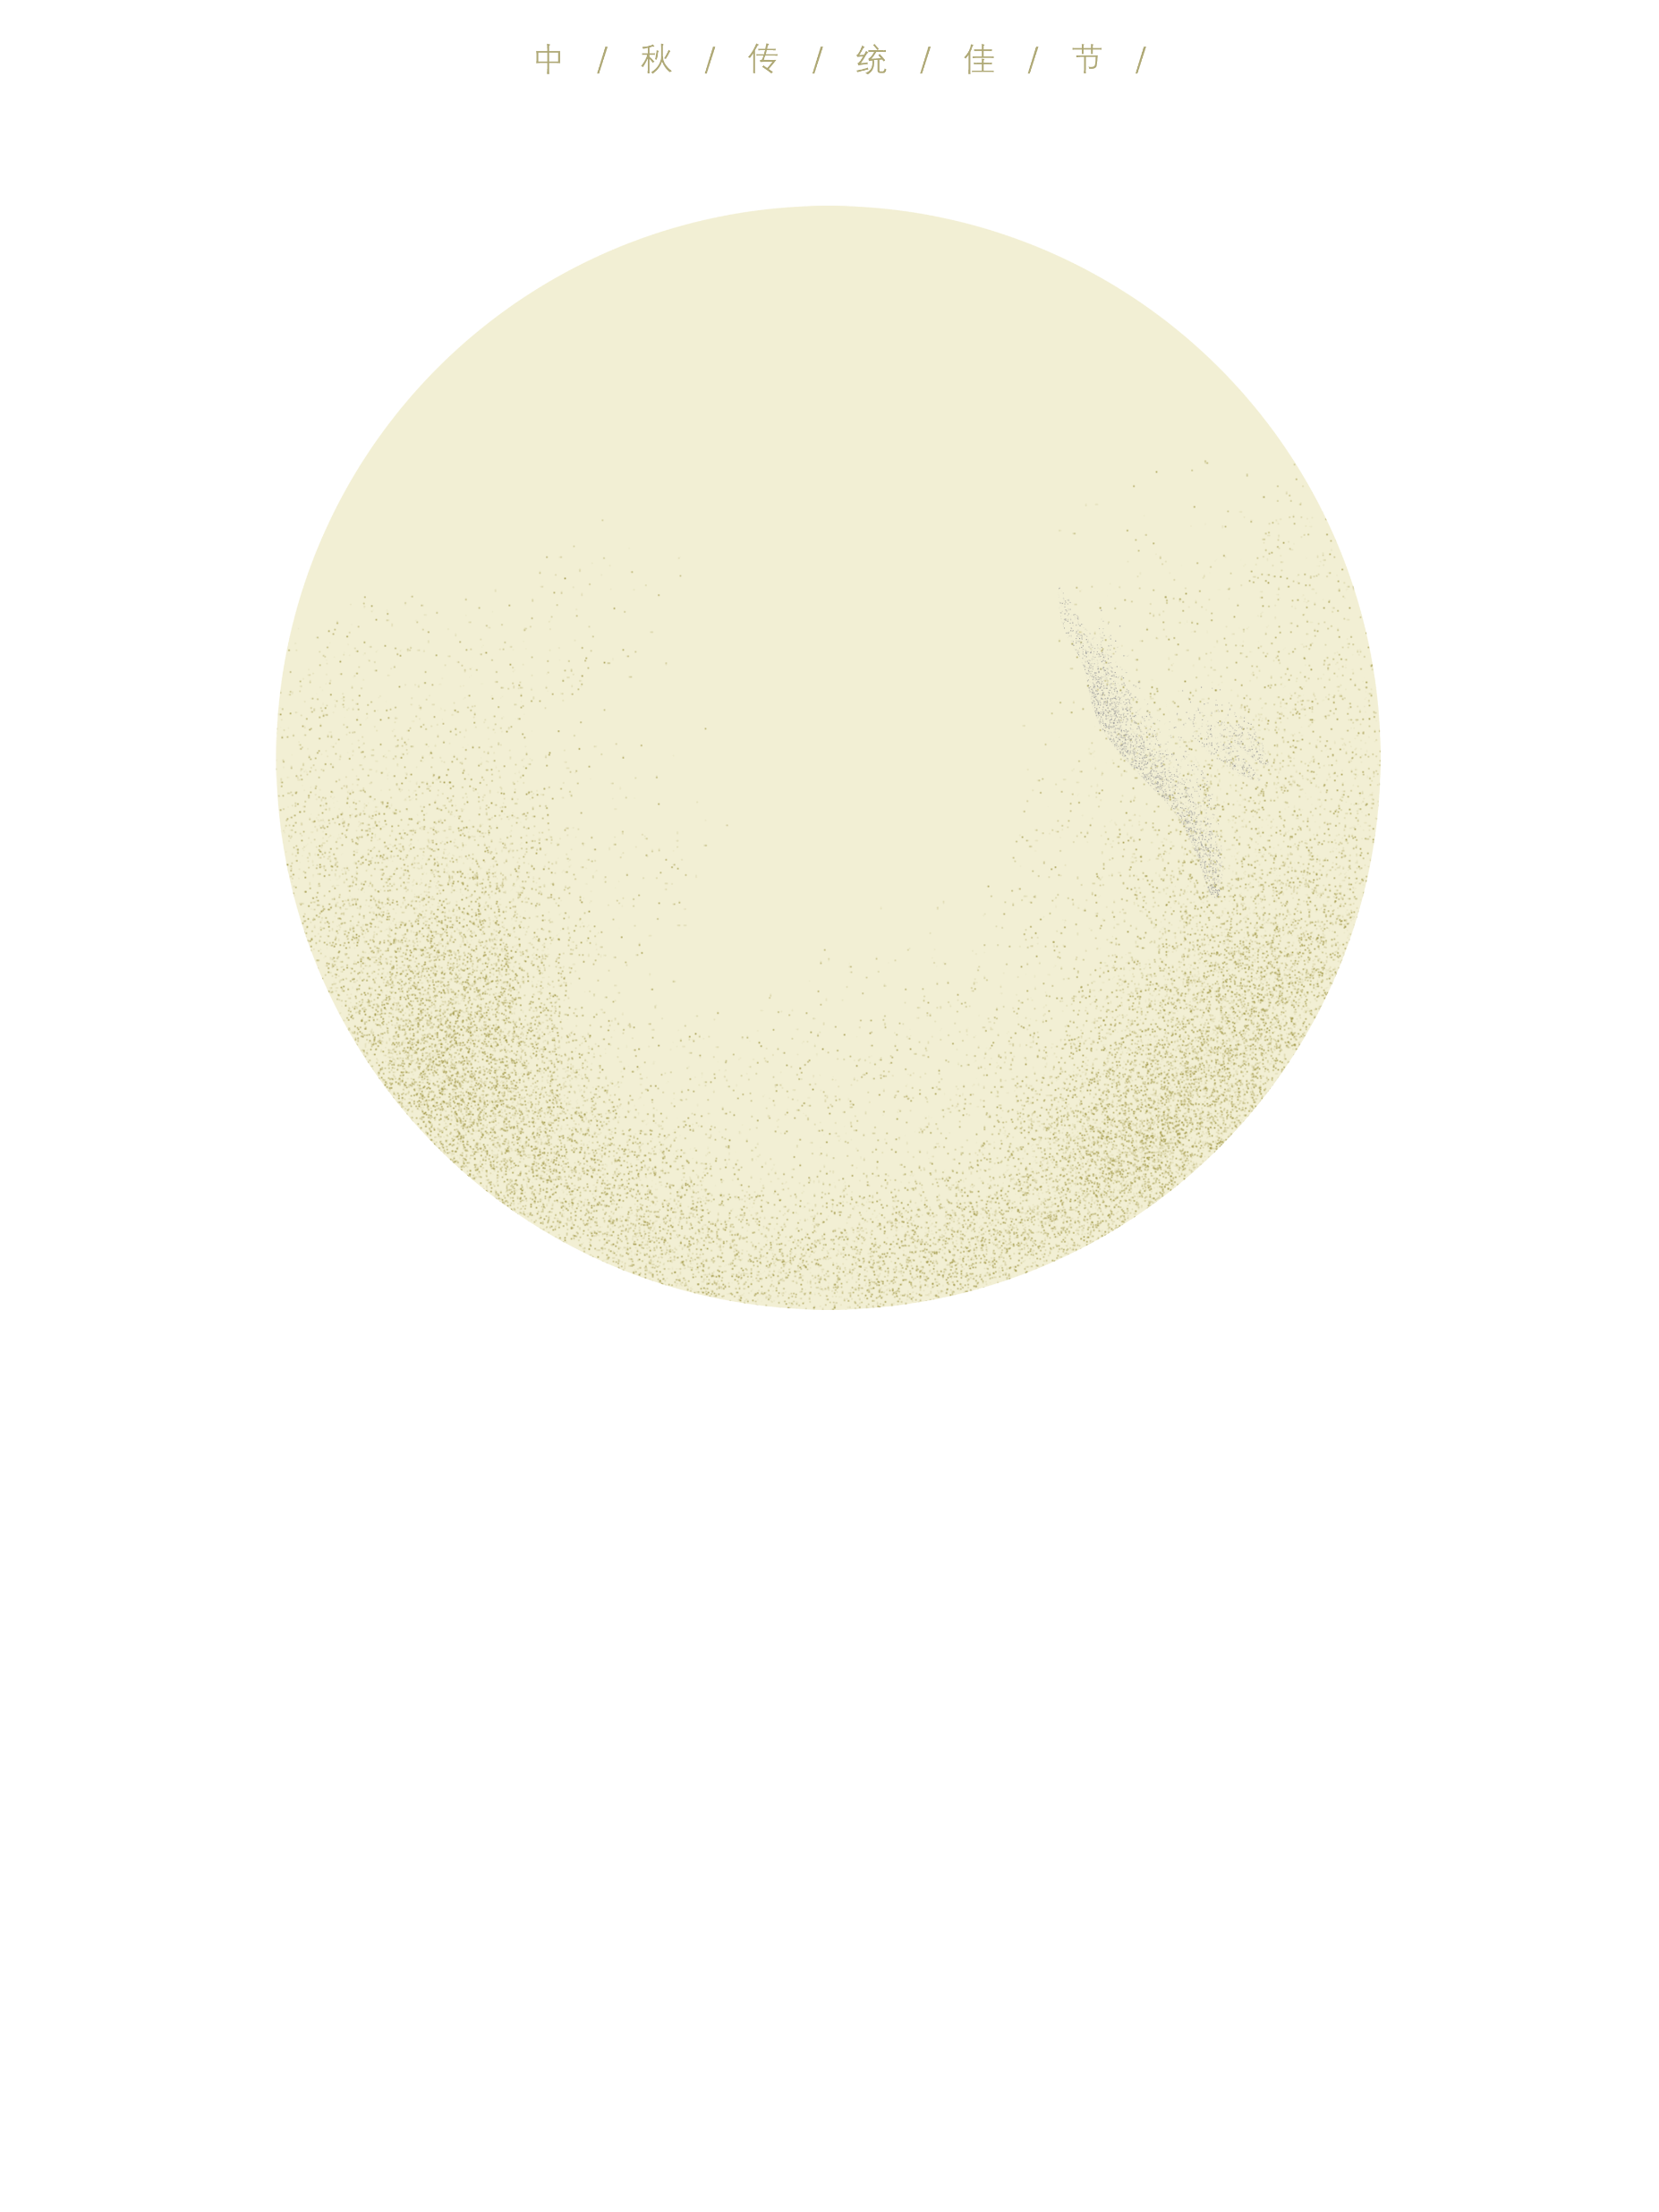 中 / 秋 / 传 / 统 / 佳 / 节 /